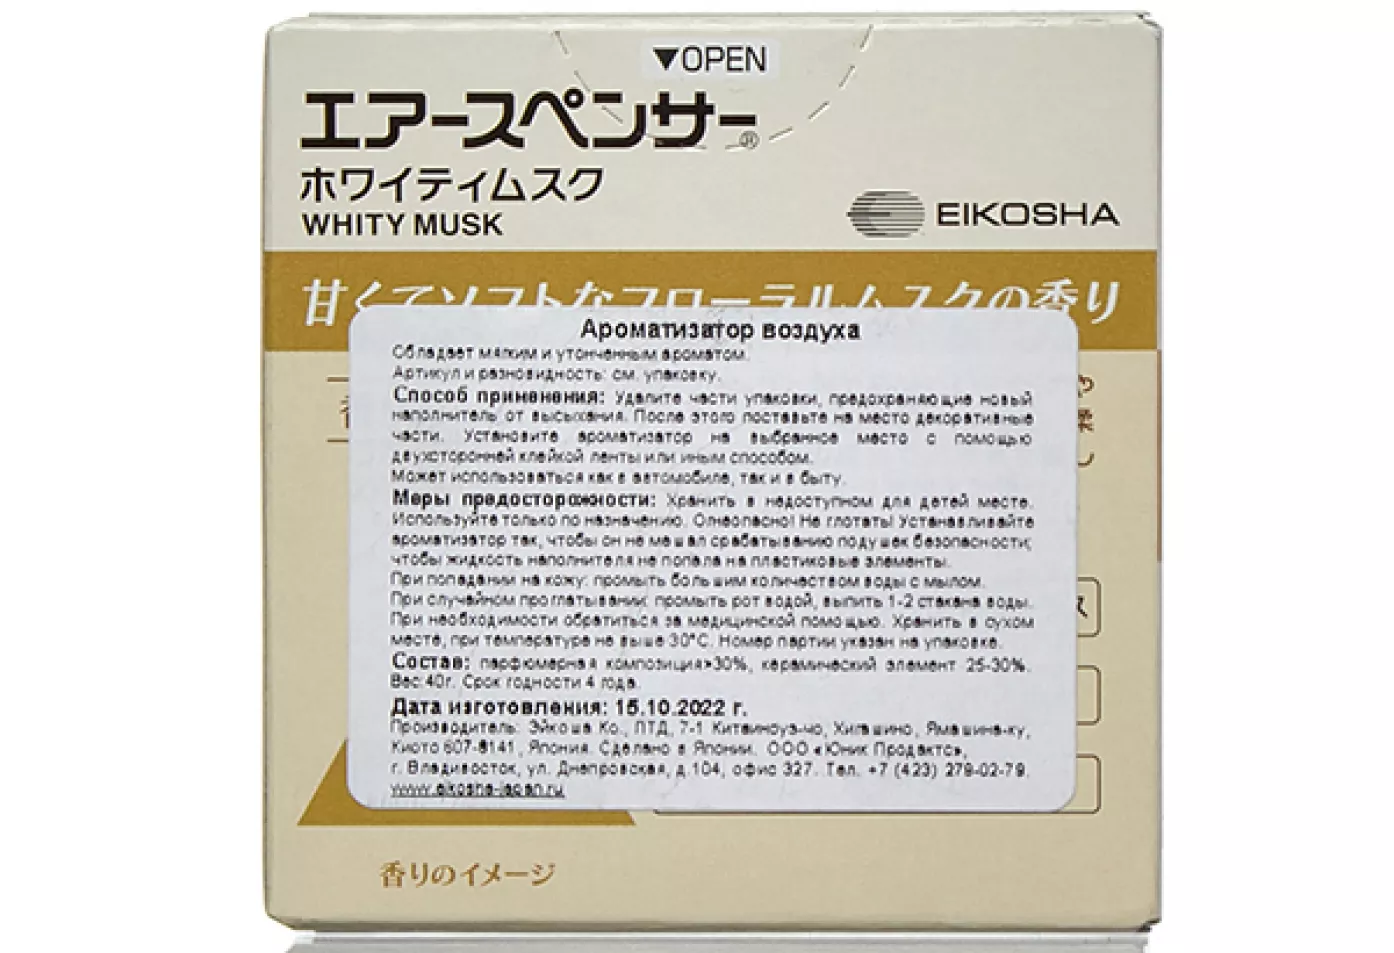 ▼OPEN
エアースペンサー®
ホワイティムスク
WHITY MUSK
EIKOSHA
甘くてソフトなフローラルムスクの香り
Ароматизатор воздуха
Обладает мягким и утонченным ароматом.
Артикул и разновидность: см. упаковку.
Способ применения: Удалите части упаковки, предохраняющие новый
наполнитель от высыхания. После этого поставьте на место декоративные
части. Установите ароматизатор на выбранное место с помощью
двухсторонней клейкой ленты или иным способом.
Может использоваться как в автомобиле, так и в быту.
Меры предосторожности: Хранить в недоступном для детей месте.
Используйте только по назначению. Огнеопасно! Не глотать! Устанавливайте
ароматизатор так, чтобы он не мешал срабатыванию подушек безопасности;
чтобы жидкость наполнителя не попала на пластиковые элементы.
При попадании на кожу: промыть большим количеством воды с мылом.
При случайном проглатывании: промыть рот водой, выпить 1-2 стакана воды.
При необходимости обратиться за медицинской помощью. Хранить в сухом
месте, при температуре не выше 30°С. Номер партии указан на упаковке.
Состав: парфюмерная композиция>30%, керамический элемент 25-30%.
Вес:40г. Срок годности 4 года.
Дата изготовления: 15.10.2022 г.
Производитель: Эйкоша Ко., ЛТД, 7-1 Китаиноуэ-чо, Хигашино, Ямашина-ку,
Киото 607-8141, Япония. Сделано в Японии. ООО «Юник Продактс»,
г. Владивосток, ул. Днепровская, д.104, офис 327. Тел. +7 (423) 279-02-79.
www.eikosha-japan.ru
香りのイメージ